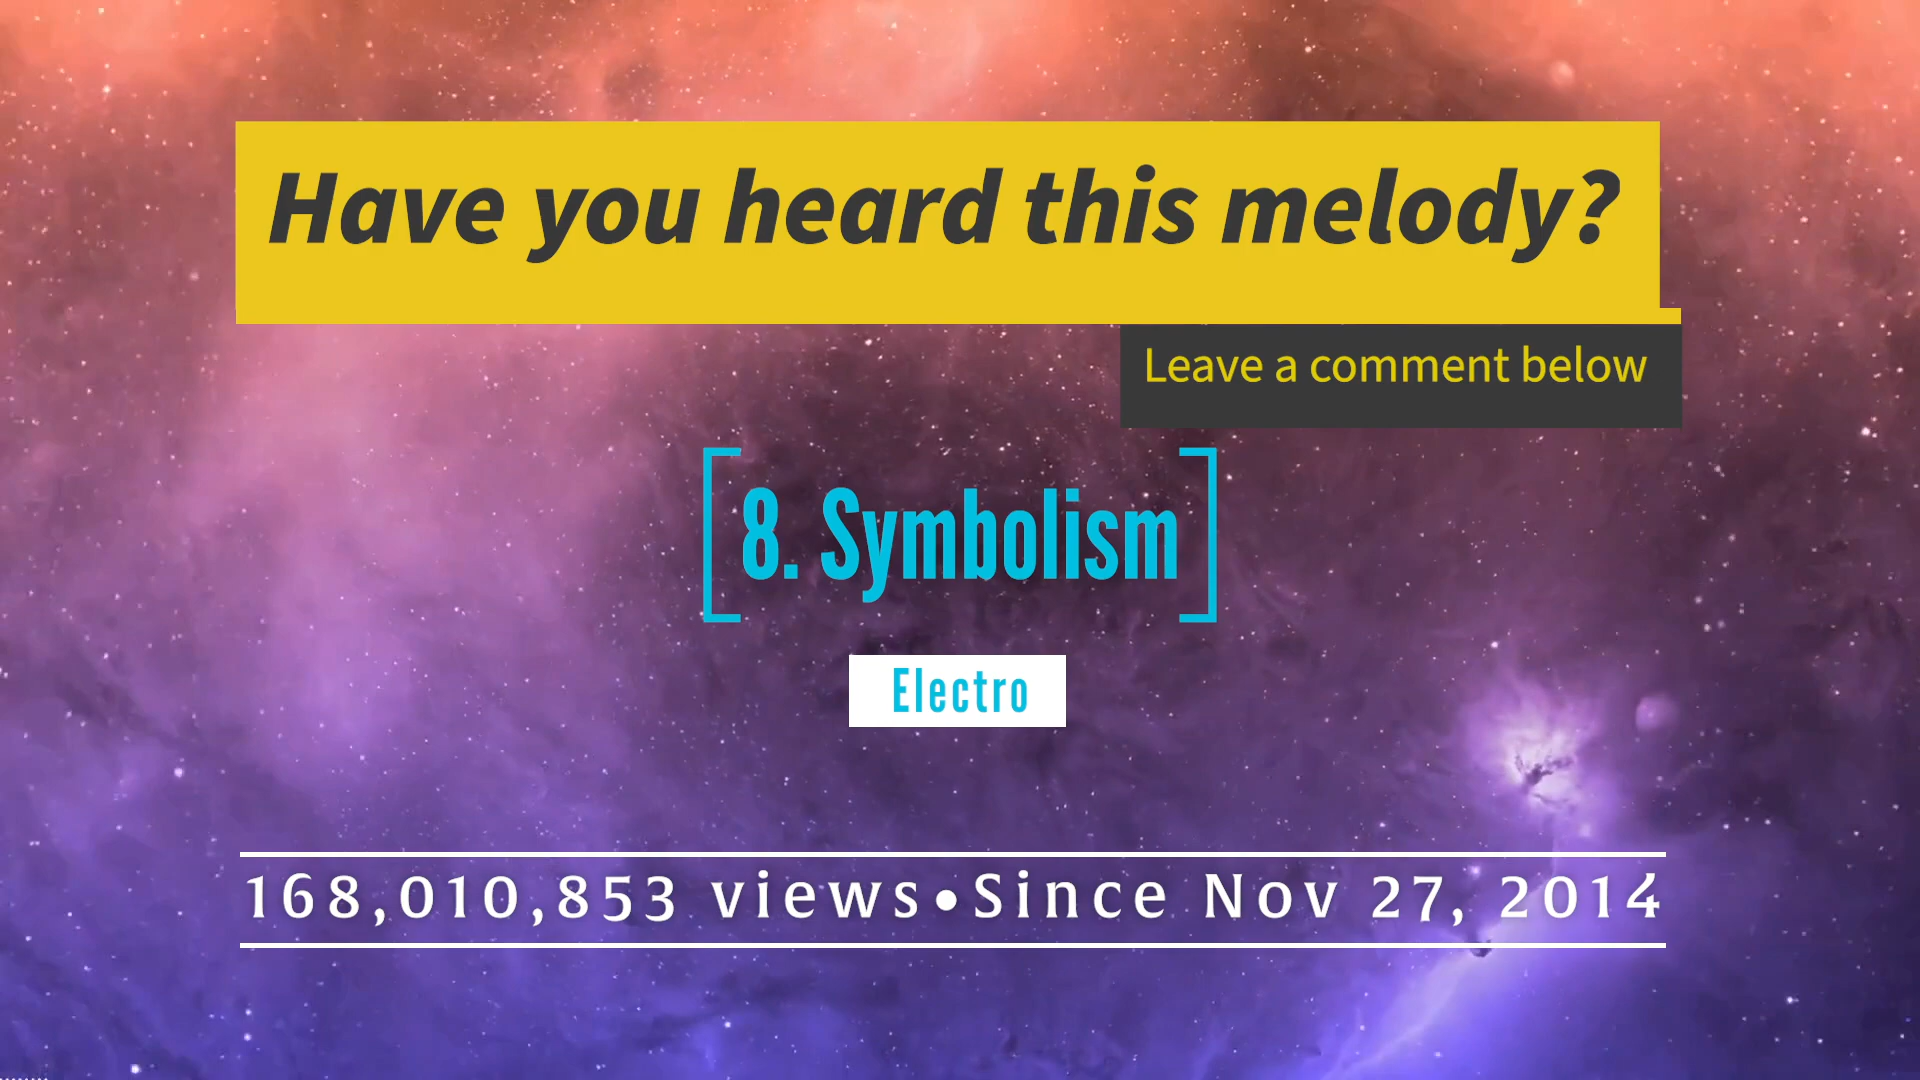 Have you heard this melody?
Leave a comment below
8. Symbolism
Electro
168,010,853 views•Since Nov 27, 2014